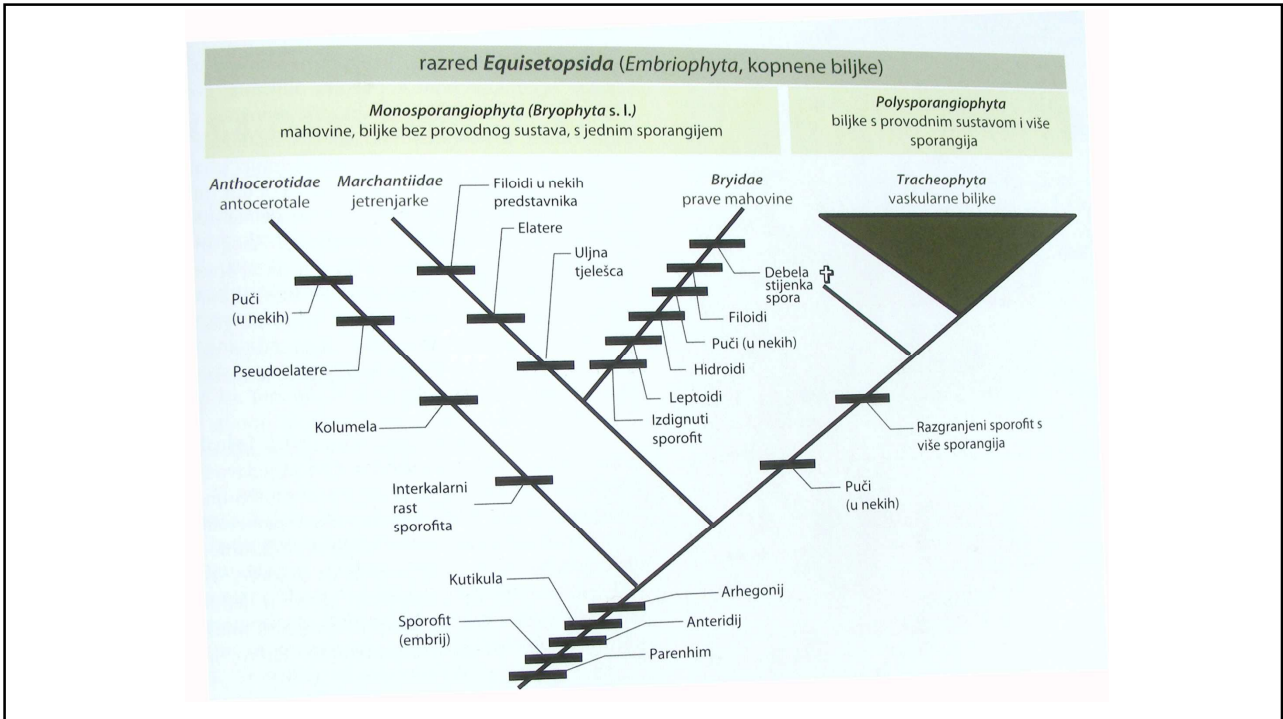 razred Equisetopsida (Embriophyta, kopnene biljke)
Monosporangiophyta (Bryophyta s. l.)
mahovine, biljke bez provodnog sustava, s jednim sporangijem
Polysporangiophyta
biljke s provodnim sustavom i više
sporangija
Anthocerotidae
antocerotale
Marchantiidae
jetrenjarke
Filoidi u nekih
predstavnika
Elatere
Uljna
tjelešca
Bryidae
prave mahovine
Tracheophyta
vaskularne biljke
Debela
stijenka
spora
Filoidi
Puči (u nekih)
Hidroidi
Leptoidi
Izdignuti
sporofit
Puči
(u nekih)
Pseudoelatere
Kolumela
Interkalarni
rast
sporofita
Razgranjeni sporofit s
više sporangija
Puči
(u nekih)
Kutikula
Sporofit
(embrij)
Arhegonij
Anteridij
Parenhim